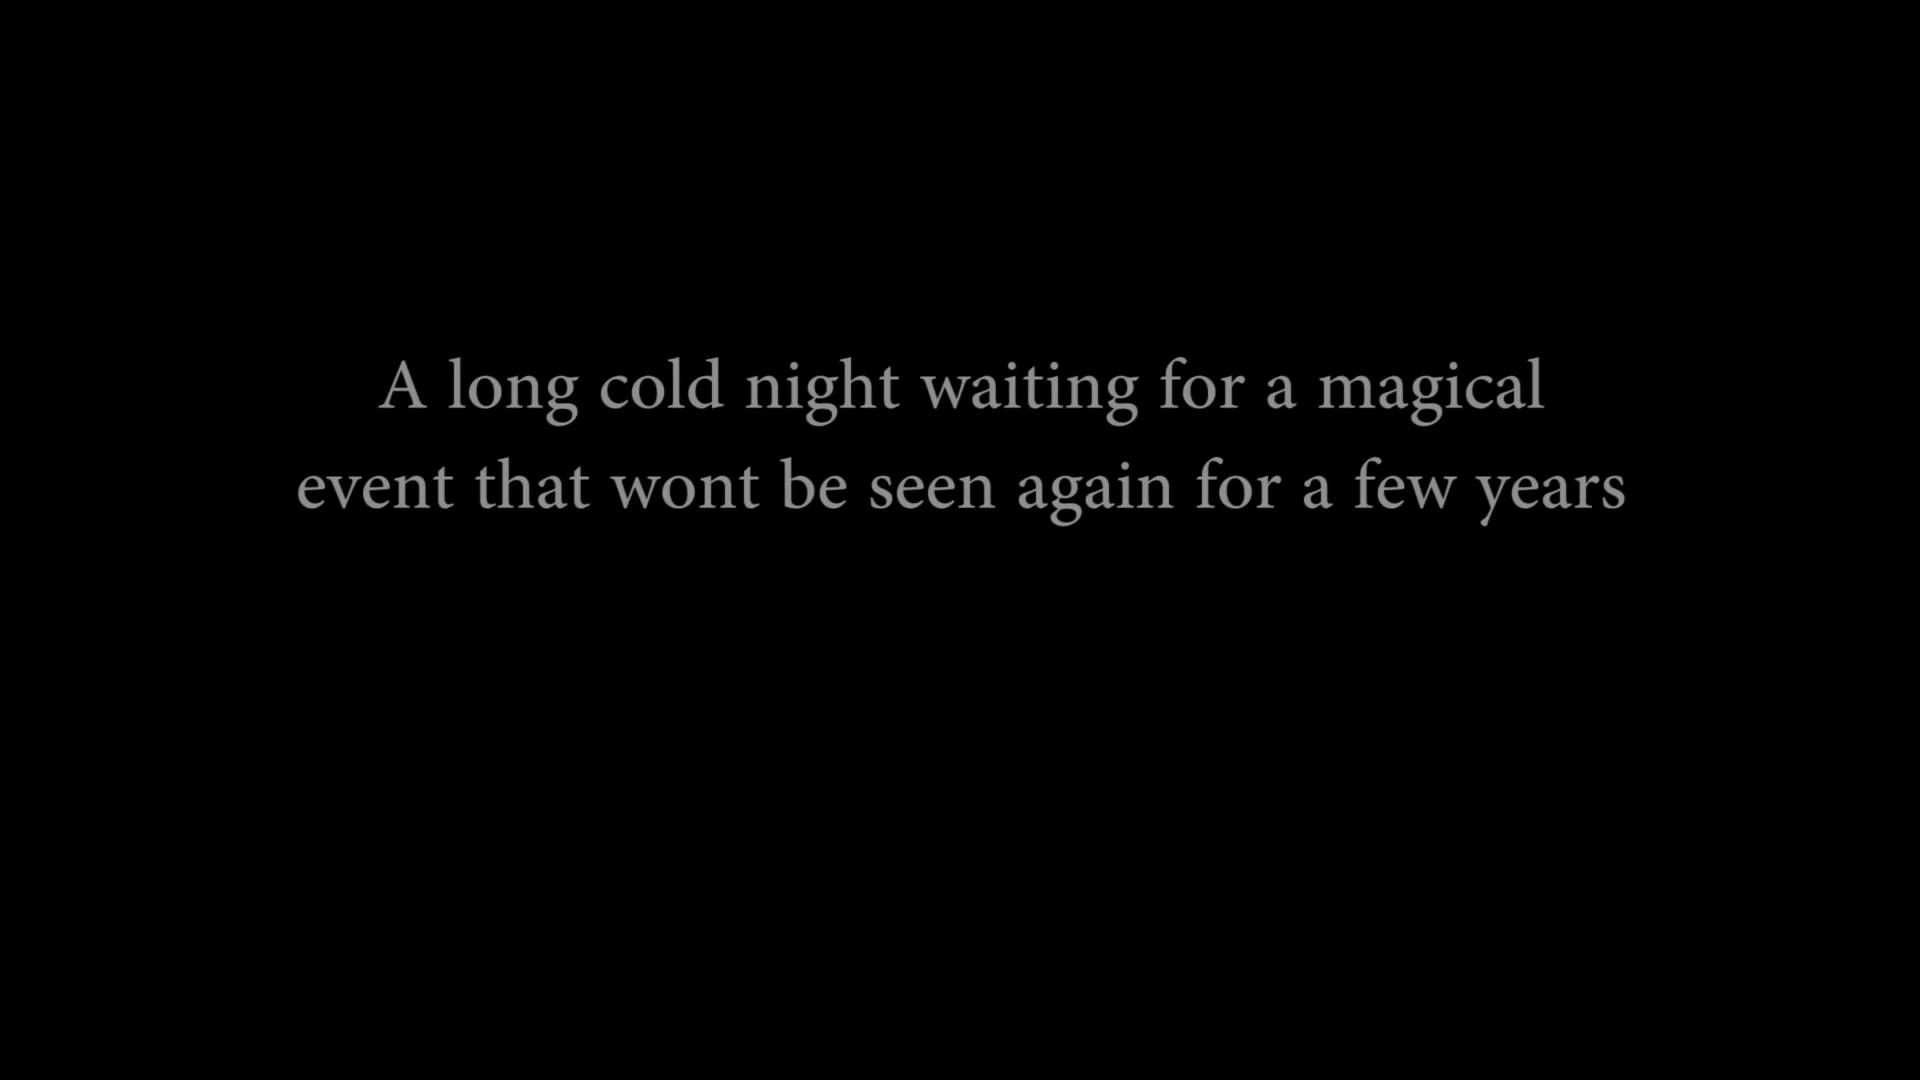 A long cold night waiting for a magical
event that wont be seen again for a few years